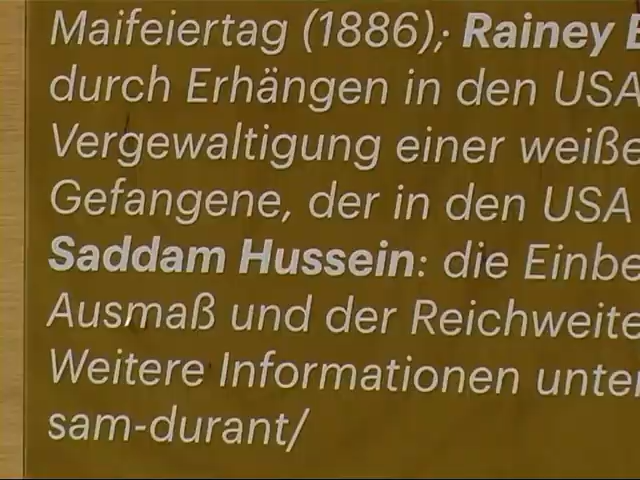 Maifeiertag (1886); Rainey
durch Erhängen in den USA
Vergewaltigung einer weiße
Gefangene, der in den USA
Saddam Hussein: die Einbe
Ausmaß und der Reichweite
Weitere Informationen unter
sam-durant/